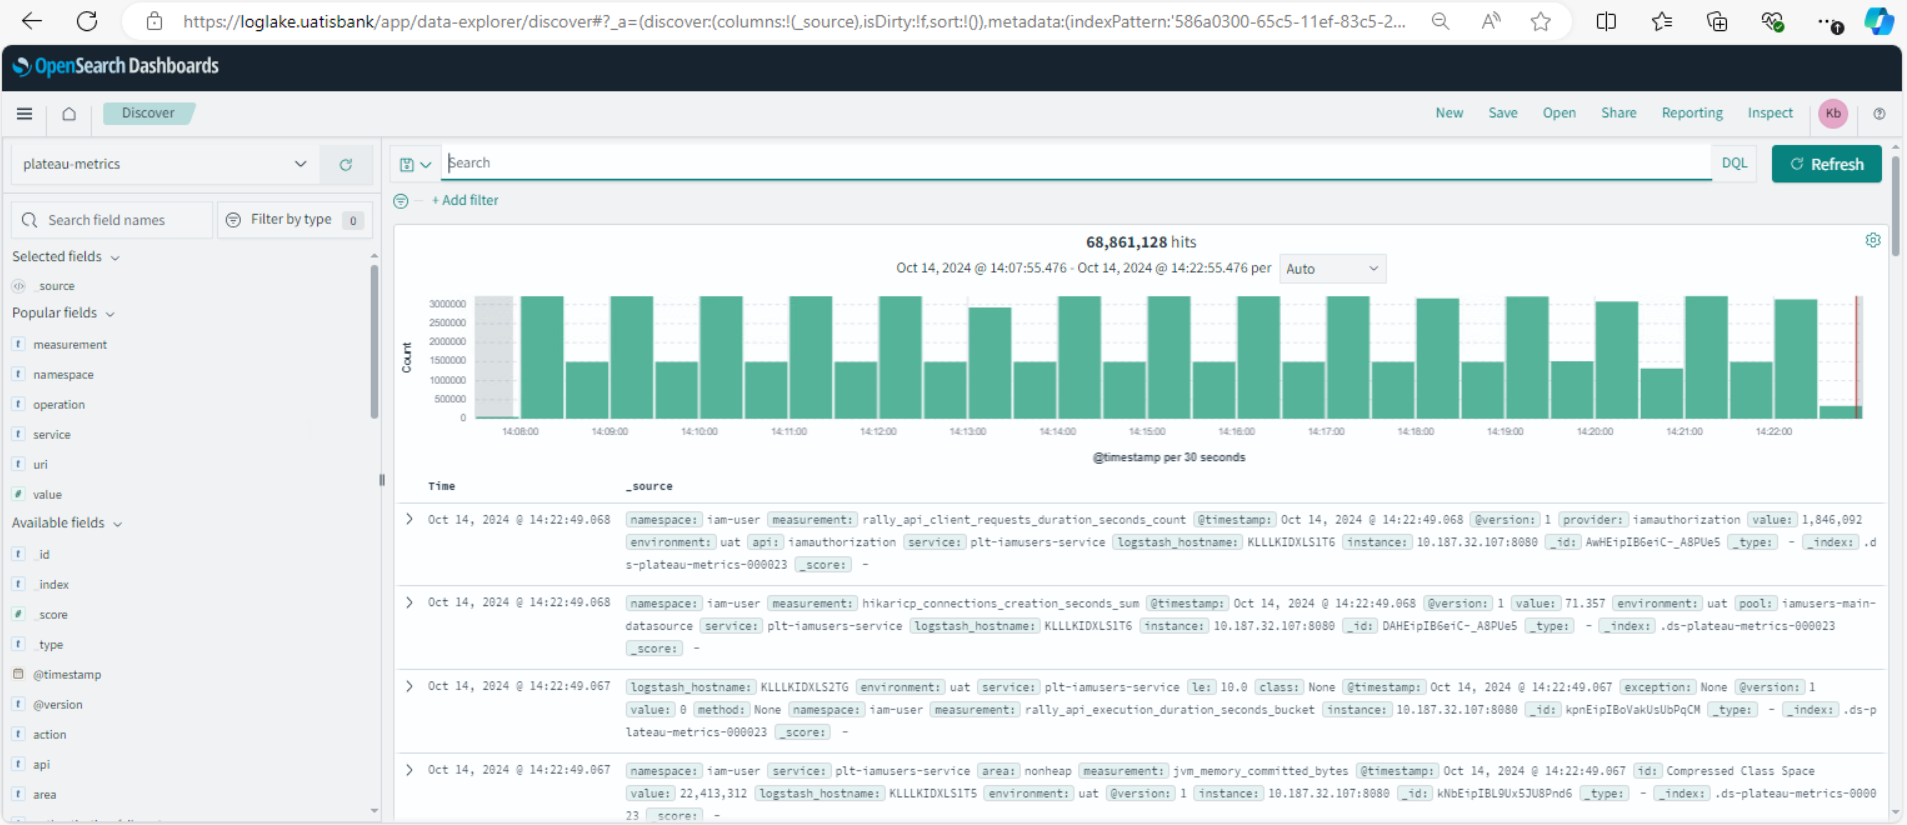 https://loglake.uatisbank/app/data-explorer/discover#?_a=(discover:(columns:!(_source),isDirty:!f,sort:!()),metadata:(indexPattern:'586a0300-65c5-11ef-83c5-2...
OpenSearch Dashboards
Discover
New Save Open Share Reporting Inspect Kb
plateau-metrics
Search DQL Refresh
+ Add filter
Search field names Filter by type 0
Selected fields
_source
Popular fields
measurement
namespace
operation
service
uri
value
Available fields
_id
_index
_score
_type
@timestamp
@version
action
api
area
68,861,128 hits
Oct 14, 2024 @ 14:07:55.476 - Oct 14, 2024 @ 14:22:55.476 per Auto
Count
3000000
2500000
2000000
1500000
1000000
500000
0
14:08:00 14:09:00 14:10:00 14:11:00 14:12:00 14:13:00 14:14:00 14:15:00 14:16:00 14:17:00 14:18:00 14:19:00 14:20:00 14:21:00 14:22:00
@timestamp per 30 seconds
Time _source
Oct 14, 2024 @ 14:22:49.068 namespace: iam-user measurement: rally_api_client_requests_duration_seconds_count @timestamp: Oct 14, 2024 @ 14:22:49.068 @version: 1 provider: iamauthorization value: 1,846,092
environment: uat api: iamauthorization service: plt-iamusers-service logstash_hostname: KLLLKIDXLS1T6 instance: 10.187.32.107:8080 _id: AwHEipIB6eiC-_A8PUe5 _type: - _index: .d
s-plateau-metrics-000023 _score: -
Oct 14, 2024 @ 14:22:49.068 namespace: iam-user measurement: hikaricp_connections_creation_seconds_sum @timestamp: Oct 14, 2024 @ 14:22:49.068 @version: 1 value: 71.357 environment: uat pool: iamusers-main-
datasource service: plt-iamusers-service logstash_hostname: KLLLKIDXLS1T6 instance: 10.187.32.107:8080 _id: DAHEipIB6eiC-_A8PUe5 _type: - _index: .ds-plateau-metrics-000023
_score: -
Oct 14, 2024 @ 14:22:49.067 logstash_hostname: KLLLKIDXLS2TG environment: uat service: plt-iamusers-service le: 10.0 class: None @timestamp: Oct 14, 2024 @ 14:22:49.067 exception: None @version: 1
value: 0 method: None namespace: iam-user measurement: rally_api_execution_duration_seconds_bucket instance: 10.187.32.107:8080 _id: kpnEipIBoVakUsUbPqCM _type: - _index: .ds-p
lateau-metrics-000023 _score: -
Oct 14, 2024 @ 14:22:49.067 namespace: iam-user service: plt-iamusers-service area: nonheap measurement: jvm_memory_committed_bytes @timestamp: Oct 14, 2024 @ 14:22:49.067 id: Compressed Class Space
value: 22,413,312 logstash_hostname: KLLLKIDXLS1T5 environment: uat @version: 1 instance: 10.187.32.107:8080 _id: kNbEipIBL9Ux5JU8Pnd6 _type: - _index: .ds-plateau-metrics-0000
23 _score: -